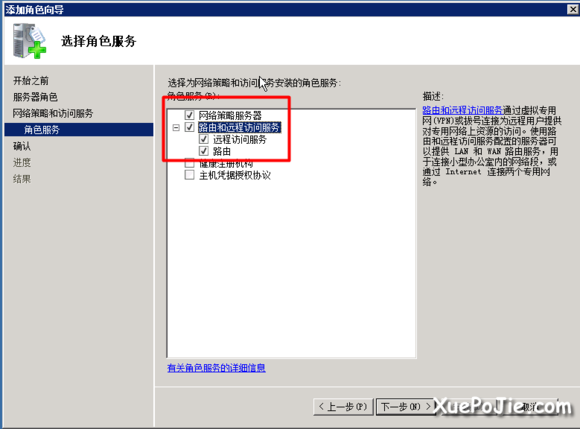 添加角色向导
选择角色服务
开始之前
服务器角色
网络策略和访问服务
角色服务
确认
进度
结果
选择为网络策略和访问服务安装的角色服务:
角色服务(R):
网络策略服务器
路由和远程访问服务
远程访问服务
路由
健康注册机构
主机凭据授权协议
有关角色服务的详细信息
描述:
路由和远程访问服务通过虚拟专用
网(VPN)或拨号连接为远程用户提供
对专用网络上资源的访问。使用路
由和远程访问服务配置的服务器可
以提供 LAN 和 WAN 路由服务，用
于连接小型办公室内的网络段，或
通过 Internet 连接两个专用网
络。
< 上一步(P)
下一步(N) >
取消
XuePoJie.com